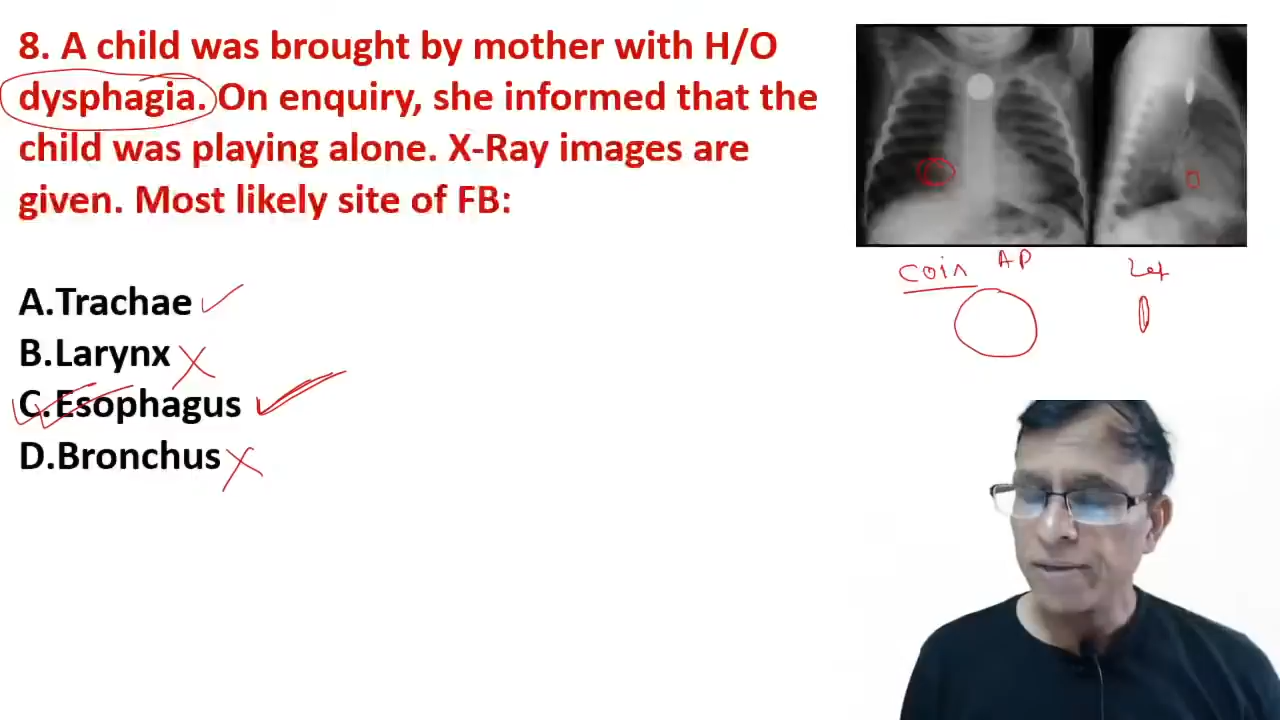 8. A child was brought by mother with H/O
dysphagia. On enquiry, she informed that the
child was playing alone. X-Ray images are
given. Most likely site of FB:
A.Trachae
B.Larynx
C.Esophagus
D.Bronchus
coin AP